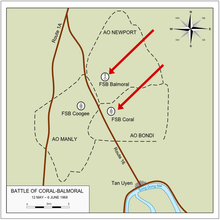 Route 1A
AO NEWPORT
FSB Balmoral
FSB Coogee
FSB Coral
AO MANLY
AO BONDI
Route 16
Tan Uyen
BATTLE OF CORAL-BALMORAL
12 MAY - 6 JUNE 1968